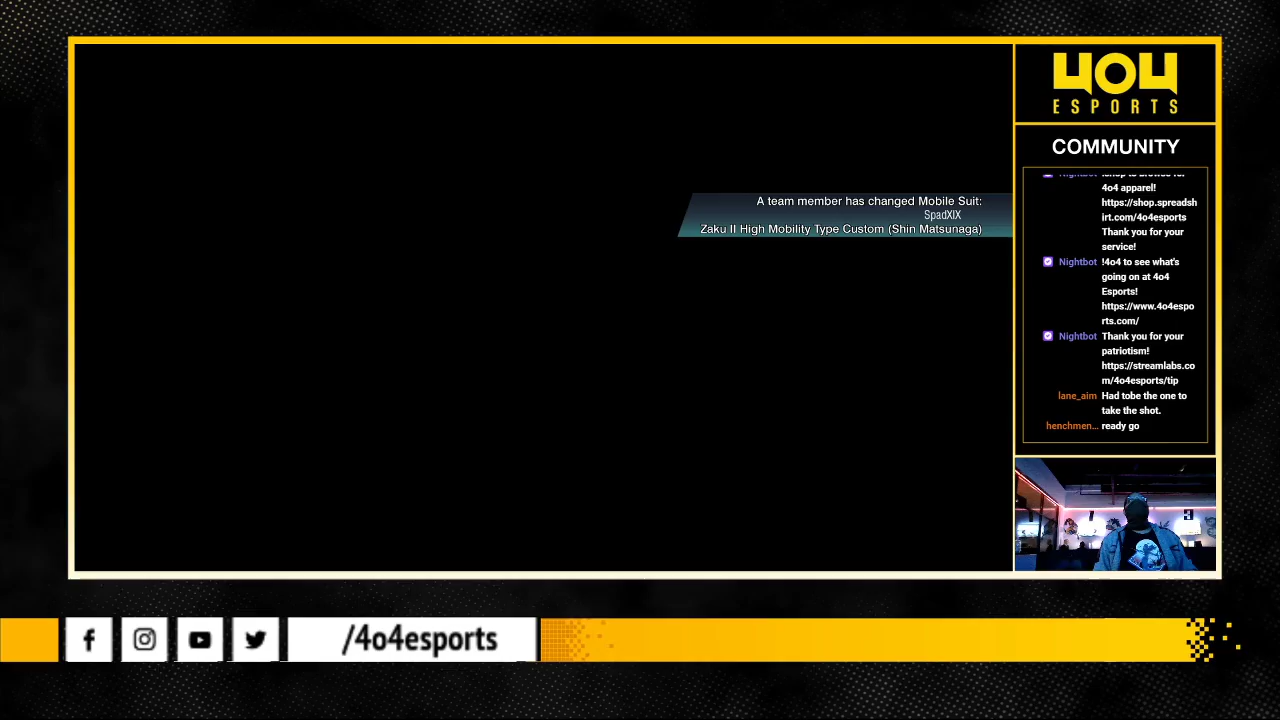 4O4
ESPORTS
COMMUNITY
Nightbot !shop to browse for
4o4 apparel!
https://shop.spreadsh
irt.com/4o4esports
Thank you for your
service!
Nightbot !4o4 to see what's
going on at 4o4
Esports!
https://www.4o4espo
rts.com/
Nightbot Thank you for your
patriotism!
https://streamlabs.co
m/4o4esports/tip
lane_aim Had tobe the one to
take the shot.
henchmen... ready go
A team member has changed Mobile Suit:
SpadXIX
Zaku II High Mobility Type Custom (Shin Matsunaga)
/4o4esports